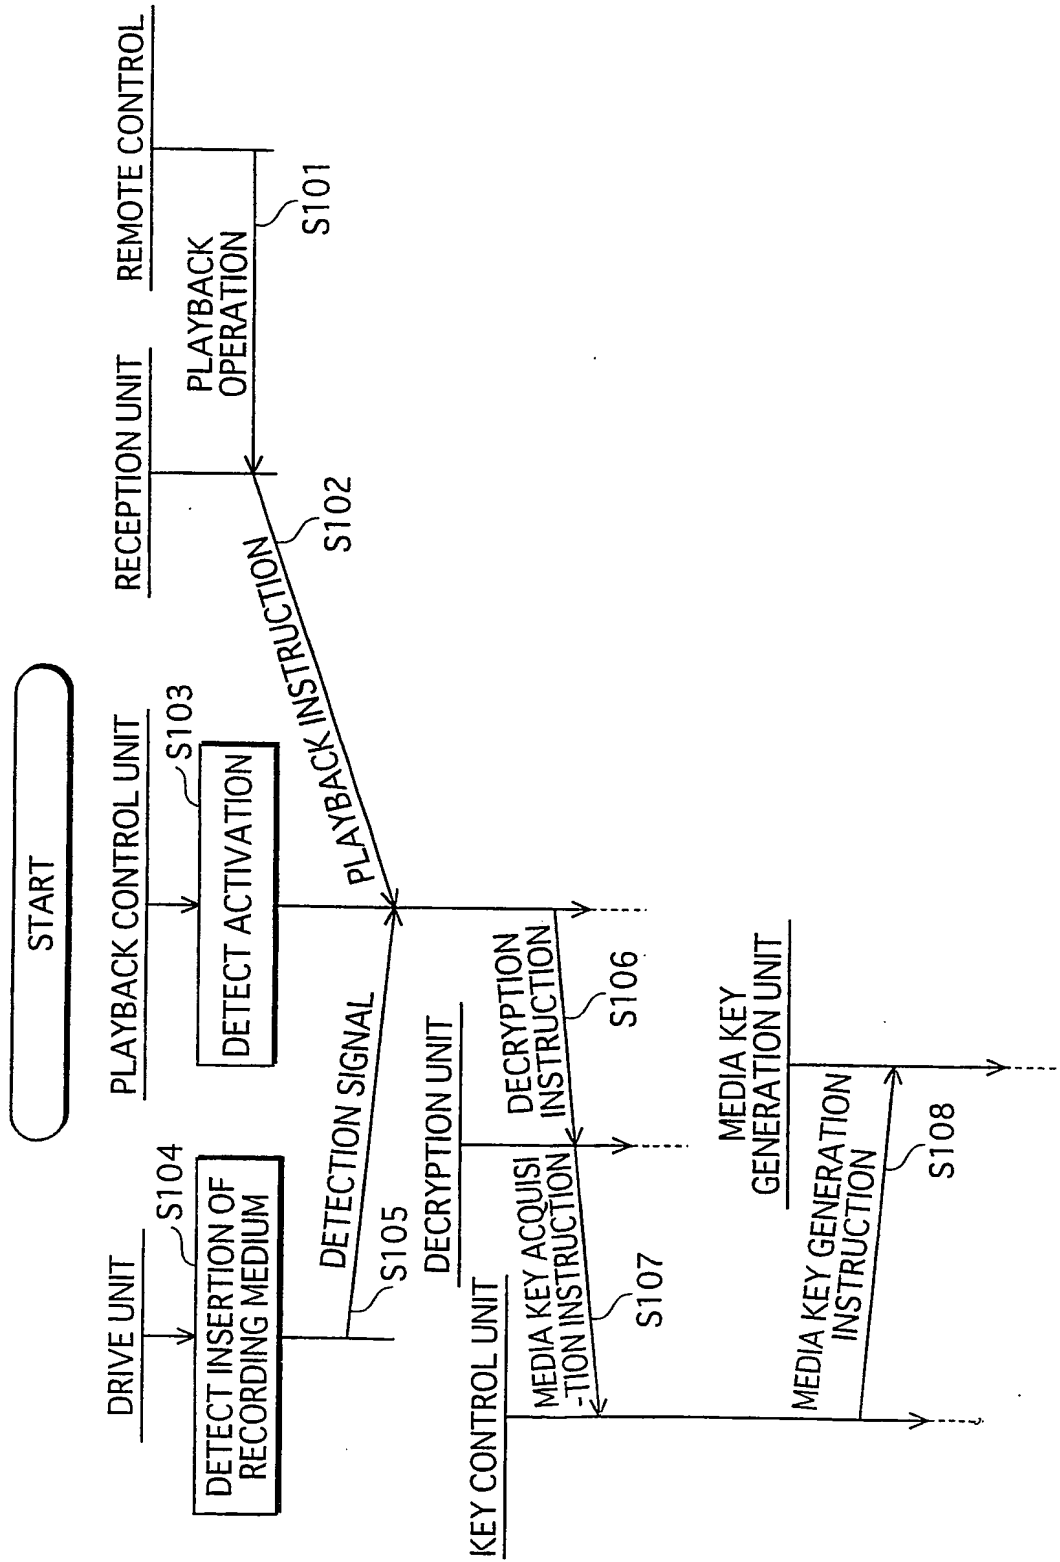 START
DRIVE UNIT
PLAYBACK CONTROL UNIT
RECEPTION UNIT
REMOTE CONTROL
S104
S103
DETECT INSERTION OF
RECORDING MEDIUM
DETECT ACTIVATION
PLAYBACK
OPERATION
S101
PLAYBACK INSTRUCTION
S102
DETECTION SIGNAL
S105
DECRYPTION UNIT
KEY CONTROL UNIT
DECRYPTION
INSTRUCTION
S106
MEDIA KEY ACQUISI
-TION INSTRUCTION
S107
MEDIA KEY
GENERATION UNIT
MEDIA KEY GENERATION
INSTRUCTION
S108